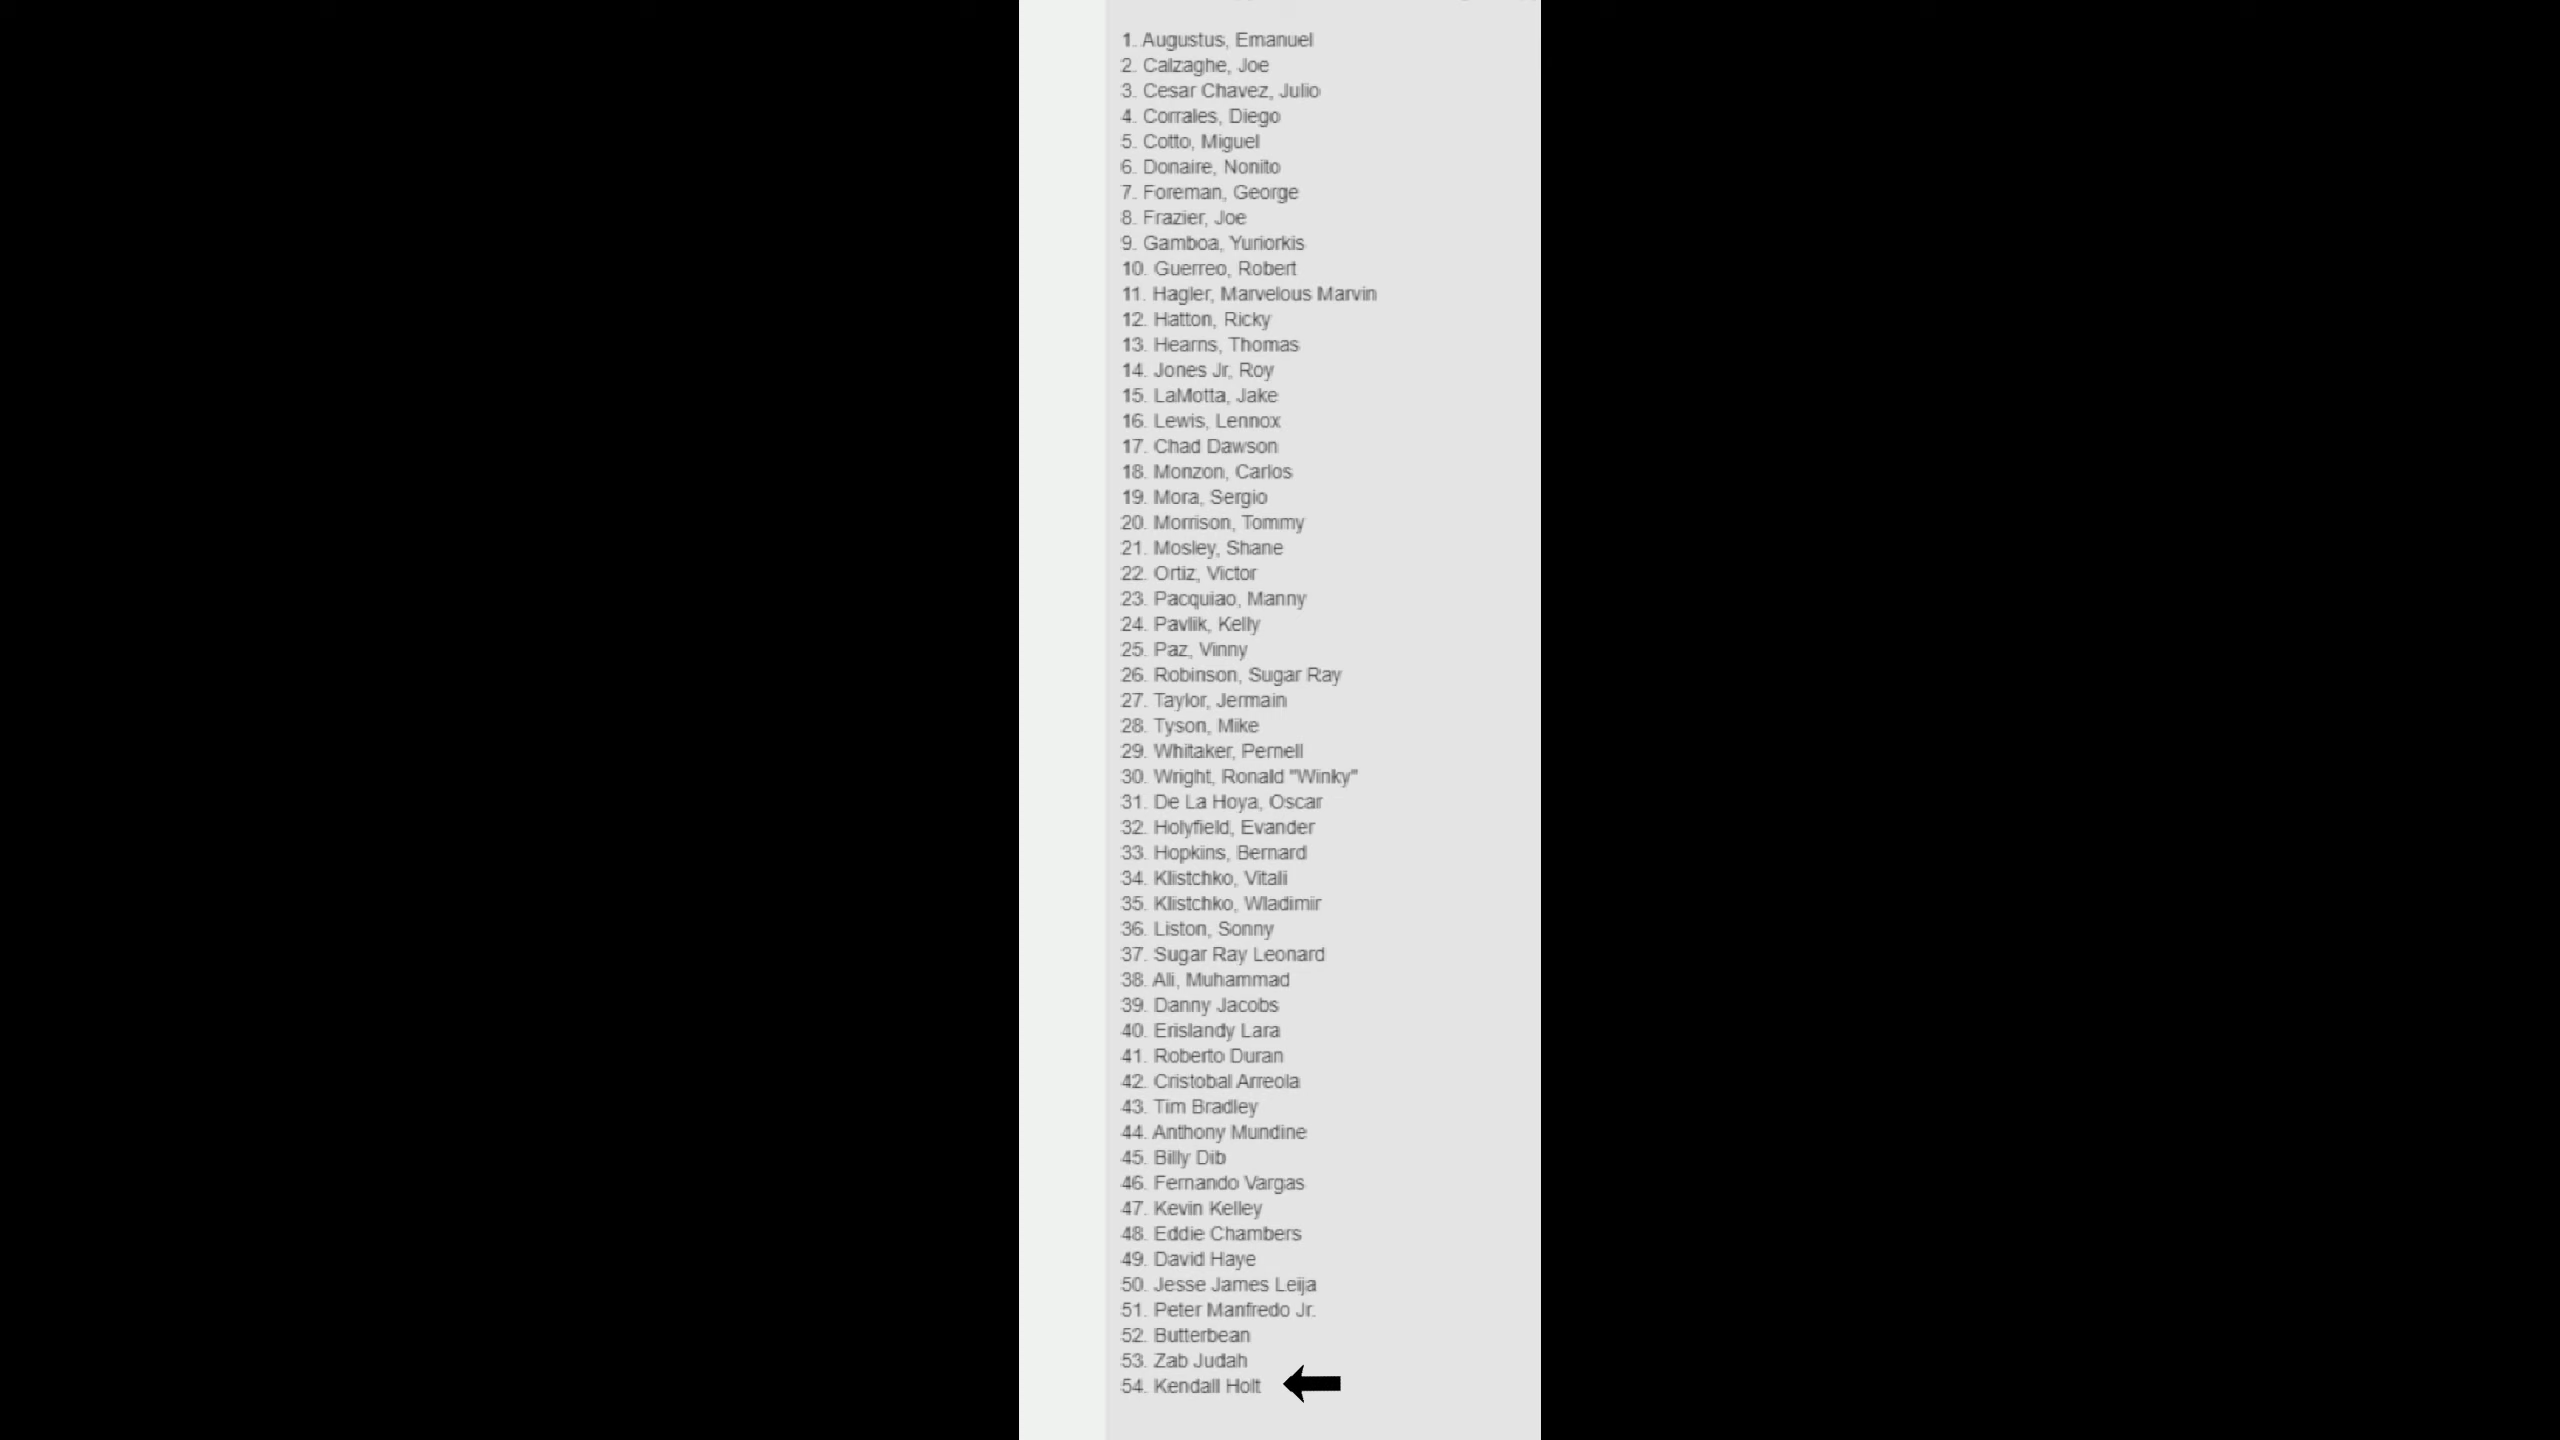 1. Augustus, Emanuel
2. Calzaghe, Joe
3. Cesar Chavez, Julio
4. Corrales, Diego
5. Cotto, Miguel
6. Donaire, Nonito
7. Foreman, George
8. Frazier, Joe
9. Gamboa, Yuriorkis
10. Guerreo, Robert
11. Hagler, Marvelous Marvin
12. Hatton, Ricky
13. Hearns, Thomas
14. Jones Jr, Roy
15. LaMotta, Jake
16. Lewis, Lennox
17. Chad Dawson
18. Monzon, Carlos
19. Mora, Sergio
20. Morrison, Tommy
21. Mosley, Shane
22. Ortiz, Victor
23. Pacquiao, Manny
24. Pavlik, Kelly
25. Paz, Vinny
26. Robinson, Sugar Ray
27. Taylor, Jermain
28. Tyson, Mike
29. Whitaker, Pernell
30. Wright, Ronald "Winky"
31. De La Hoya, Oscar
32. Holyfield, Evander
33. Hopkins, Bernard
34. Klistchko, Vitali
35. Klistchko, Wladimir
36. Liston, Sonny
37. Sugar Ray Leonard
38. Ali, Muhammad
39. Danny Jacobs
40. Erislandy Lara
41. Roberto Duran
42. Cristobal Arreola
43. Tim Bradley
44. Anthony Mundine
45. Billy Dib
46. Fernando Vargas
47. Kevin Kelley
48. Eddie Chambers
49. David Haye
50. Jesse James Leija
51. Peter Manfredo Jr.
52. Butterbean
53. Zab Judah
54. Kendall Holt